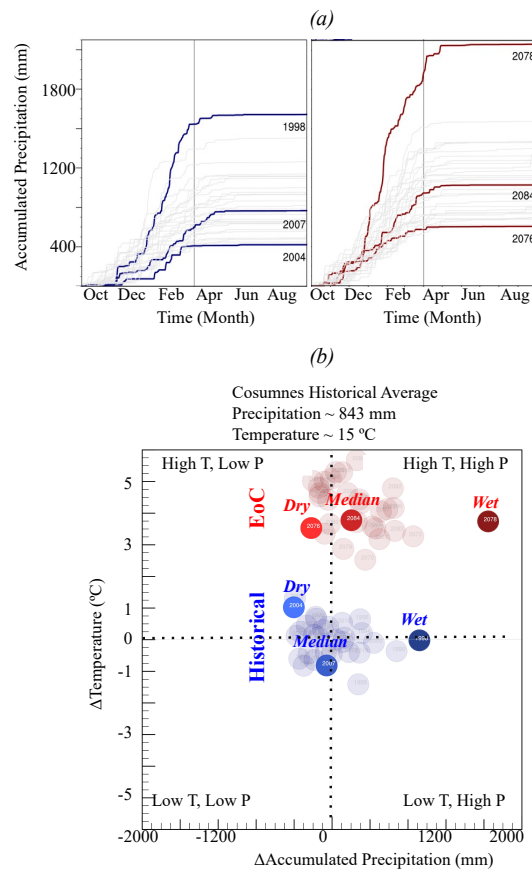 (a)
Accumulated Precipitation (mm)
1800
1200
400
1998
2007
2004
2078
2084
2076
Oct Dec Feb Apr Jun Aug
Oct Dec Feb Apr Jun Aug
Time (Month)
Time (Month)
(b)
Cosumnes Historical Average
Precipitation ~ 843 mm
Temperature ~ 15 ºC
High T, Low P
High T, High P
EoC
Dry
Median
Wet
2076
2084
2078
Historical
Dry
Median
Wet
2004
2007
1998
Low T, Low P
Low T, High P
ΔTemperature (ºC)
5
3
1
0
-1
-3
-5
-2000 -1200 0 1200 2000
ΔAccumulated Precipitation (mm)